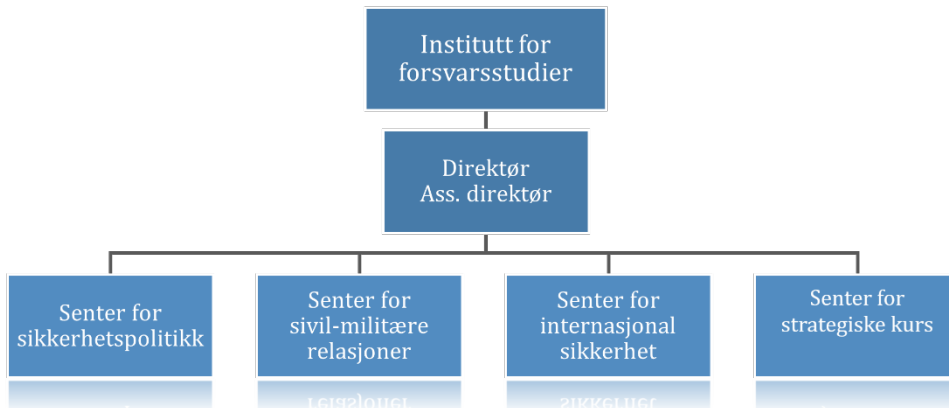 Institutt for
forsvarsstudier
Direktør
Ass. direktør
Senter for
sikkerhetspolitikk
Senter for
sivil-militære
relasjoner
Senter for
internasjonal
sikkerhet
Senter for
strategiske kurs